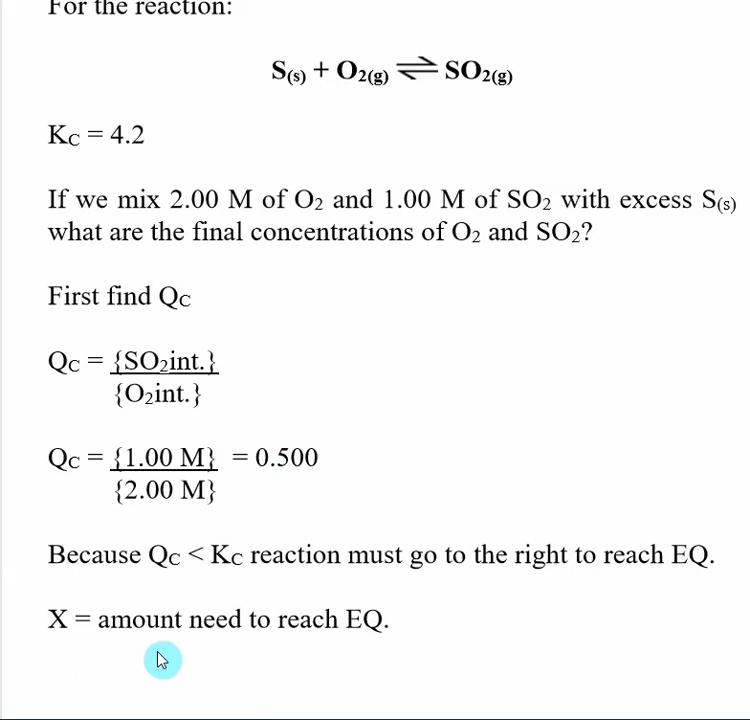 For the reaction:
S(s) + O2(g) ⇌ SO2(g)
KC = 4.2
If we mix 2.00 M of O2 and 1.00 M of SO2 with excess S(s)
what are the final concentrations of O2 and SO2?
First find QC
QC = {SO2int.}
{O2int.}
QC = {1.00 M} = 0.500
{2.00 M}
Because QC < KC reaction must go to the right to reach EQ.
X = amount need to reach EQ.